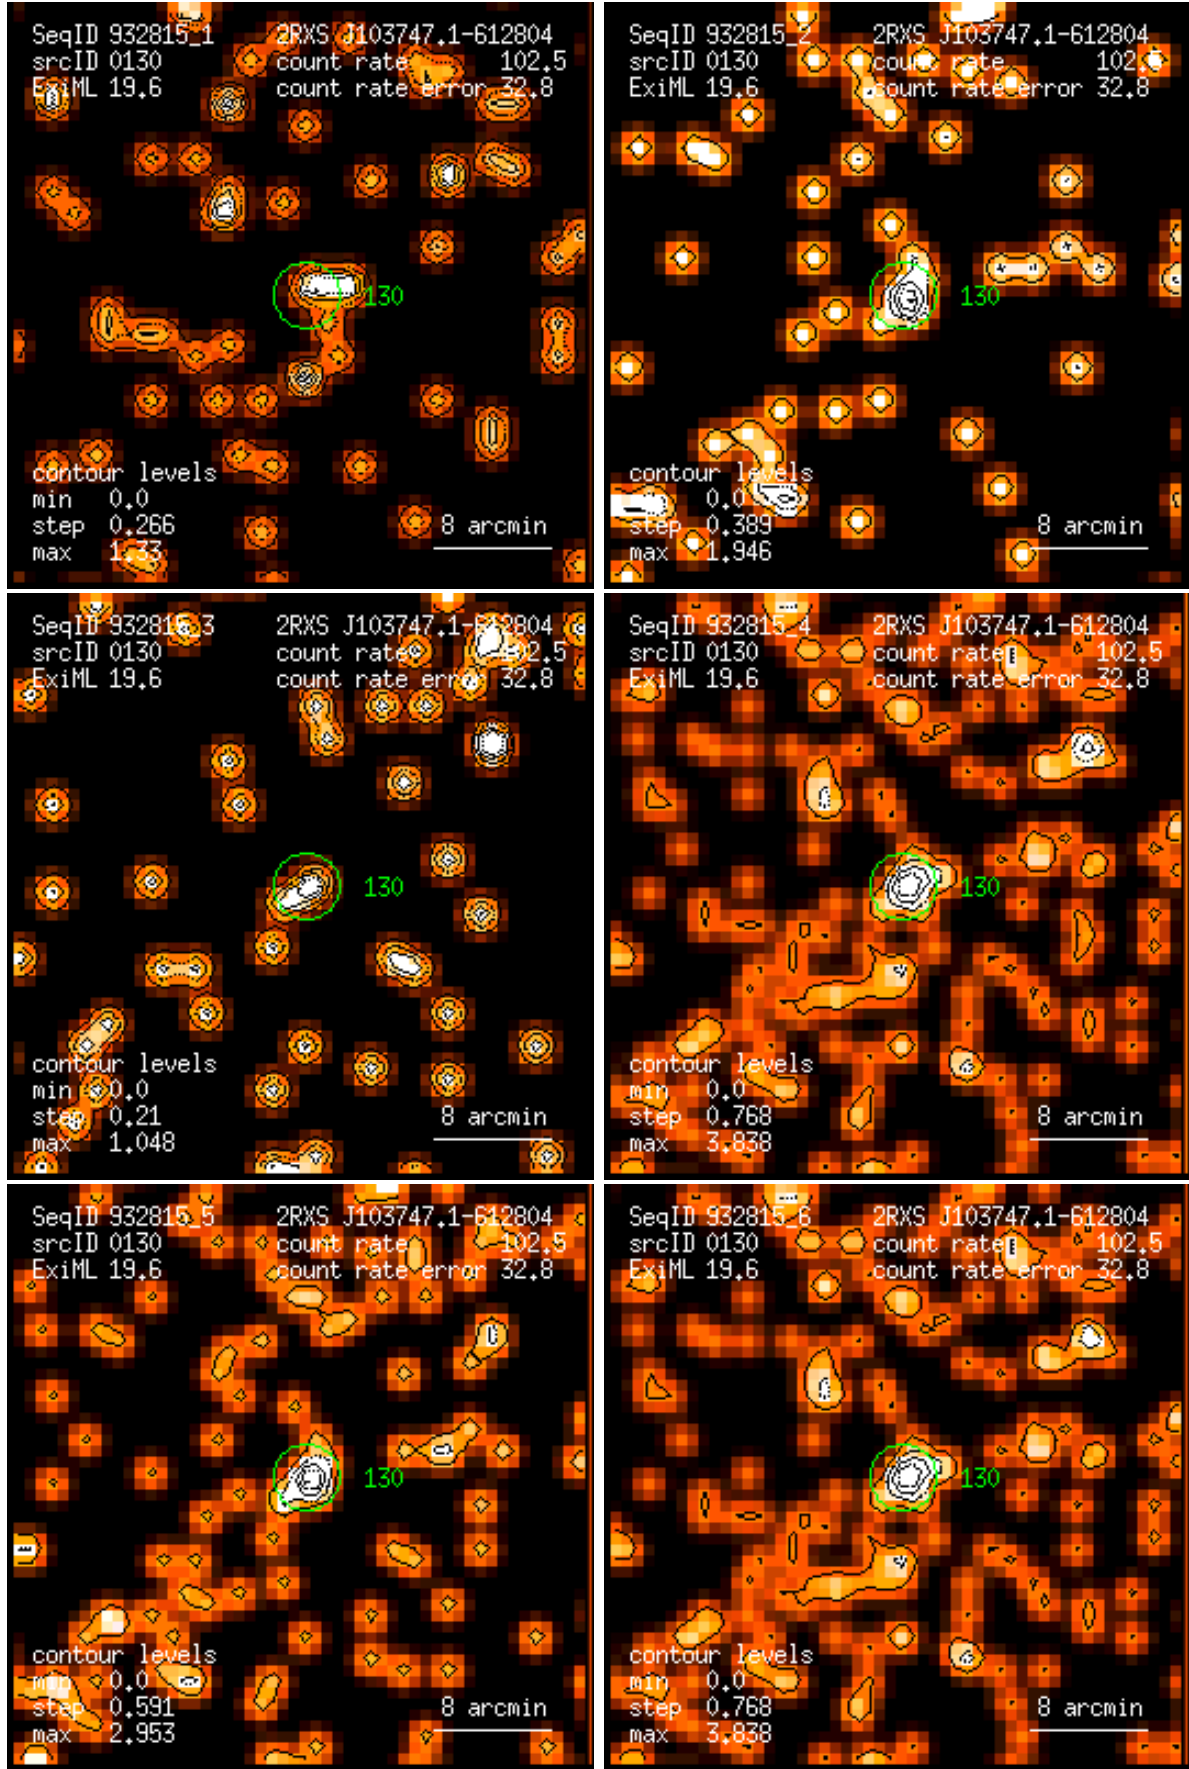 SeqID 932815_1 2RXS J103747.1-612804
srcID 0130 count rate 102.5
ExiML 19.6 count rate error 32.8
130
contour levels
min 0.0
step 0.266
max 1.33
8 arcmin
SeqID 932815_2 2RXS J103747.1-612804
srcID 0130 count rate 102.5
ExiML 19.6 count rate error 32.8
130
contour levels
0.0
step 0.389
max 1.946
8 arcmin
SeqID 932815_3 2RXS J103747.1-612804
srcID 0130 count rate 102.5
ExiML 19.6 count rate error 32.8
130
contour levels
min 0.0
step 0.21
max 1.048
8 arcmin
SeqID 932815_4 2RXS J103747.1-612804
srcID 0130 count rate 102.5
ExiML 19.6 count rate error 32.8
130
contour levels
min 0.0
step 0.768
max 3.838
8 arcmin
SeqID 932815_5 2RXS J103747.1-612804
srcID 0130 count rate 102.5
ExiML 19.6 count rate error 32.8
130
contour levels
min 0.0
step 0.591
max 2.953
8 arcmin
SeqID 932815_6 2RXS J103747.1-612804
srcID 0130 count rate 102.5
ExiML 19.6 count rate error 32.8
130
contour levels
min 0.0
step 0.768
max 3.838
8 arcmin